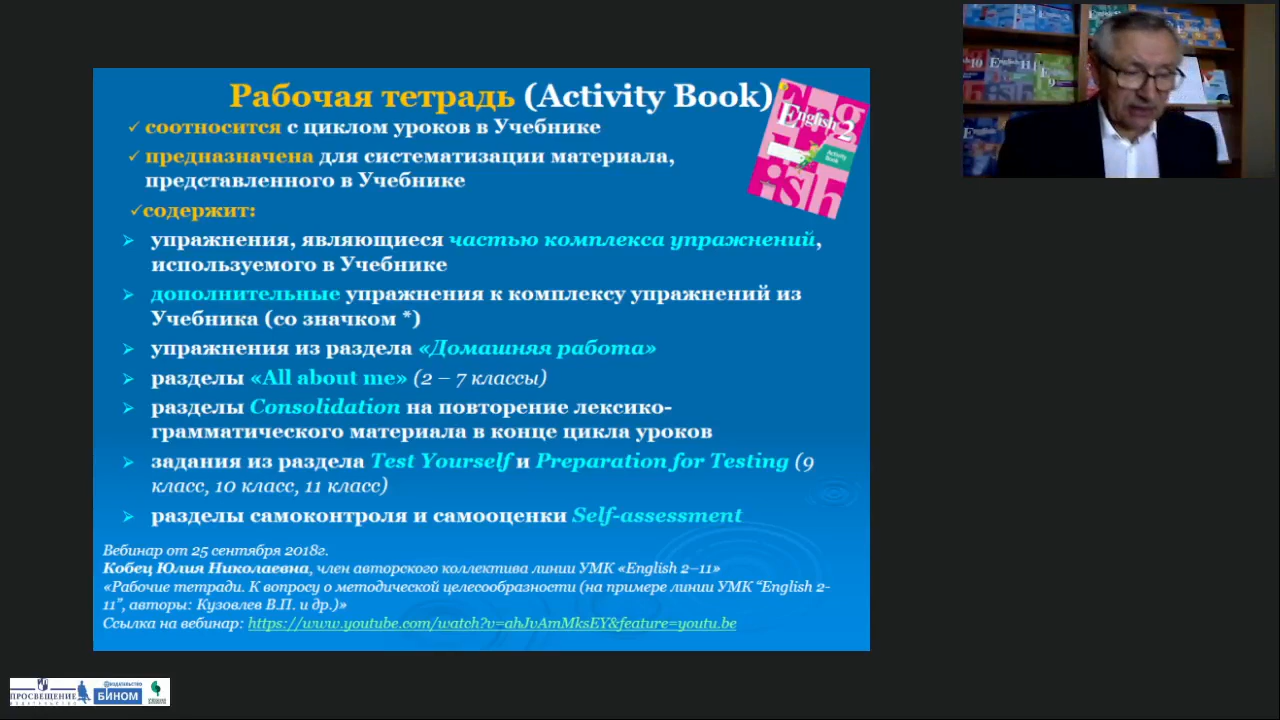 Рабочая тетрадь (Activity Book)
соотносится с циклом уроков в Учебнике
предназначена для систематизации материала,
представленного в Учебнике
содержит:
упражнения, являющиеся частью комплекса упражнений,
используемого в Учебнике
дополнительные упражнения к комплексу упражнений из
Учебника (со значком *)
упражнения из раздела «Домашняя работа»
разделы «All about me» (2 – 7 классы)
разделы Consolidation на повторение лексико-
грамматического материала в конце цикла уроков
задания из раздела Test Yourself и Preparation for Testing (9
класс, 10 класс, 11 класс)
разделы самоконтроля и самооценки Self-assessment
Вебинар от 25 сентября 2018г.
Кобец Юлия Николаевна, член авторского коллектива линии УМК «English 2–11»
«Рабочие тетради. К вопросу о методической целесообразности (на примере линии УМК “English 2-
11”, авторы: Кузовлев В.П. и др.)»
Ссылка на вебинар: https://www.youtube.com/watch?v=ahJvAmMksEY&feature=youtu.be
English 2
Activity
Book
ПРОСВЕЩЕНИЕ
ИЗДАТЕЛЬСТВО
БИНОМ